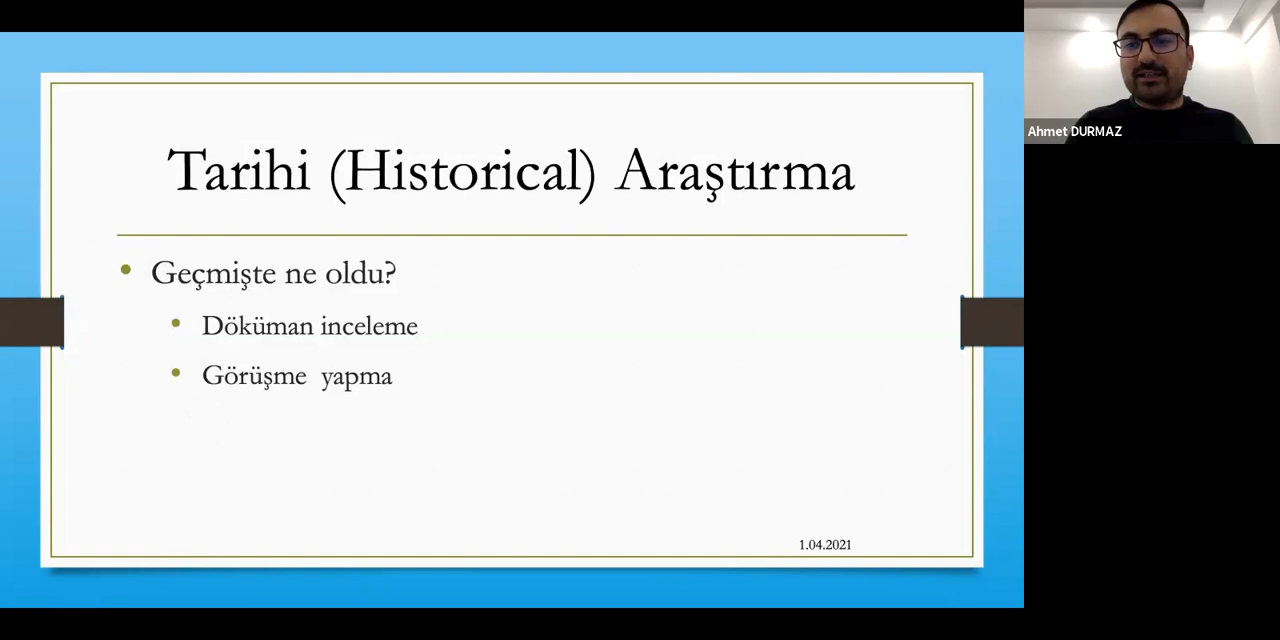 Tarihi (Historical) Araştırma
Geçmişte ne oldu?
Döküman inceleme
Görüşme yapma
1.04.2021
Ahmet DURMAZ